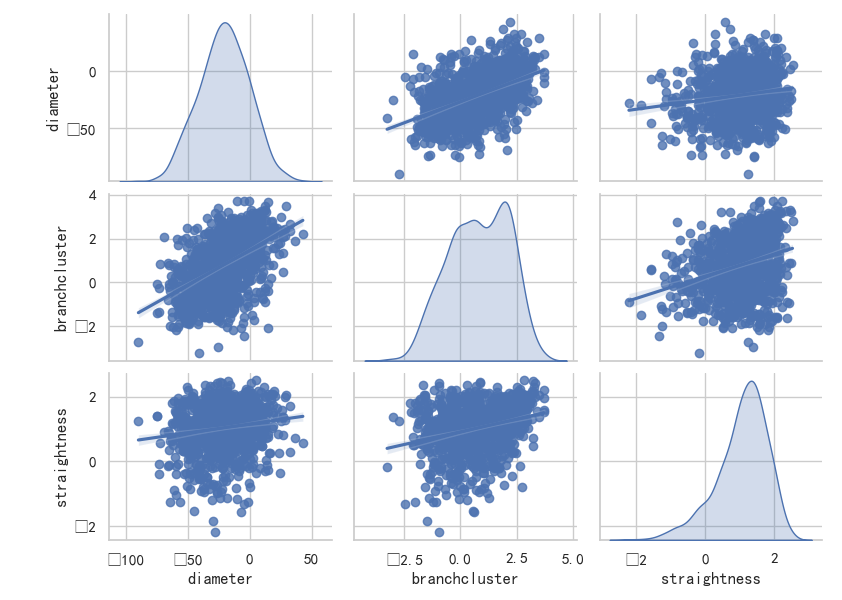 diameter
0
□50
branchcluster
4
2
0
□2
straightness
2
0
□2
□100 □50 0 50
□2.5 0.0 2.5 5.0
□2 0 2
diameter
branchcluster
straightness